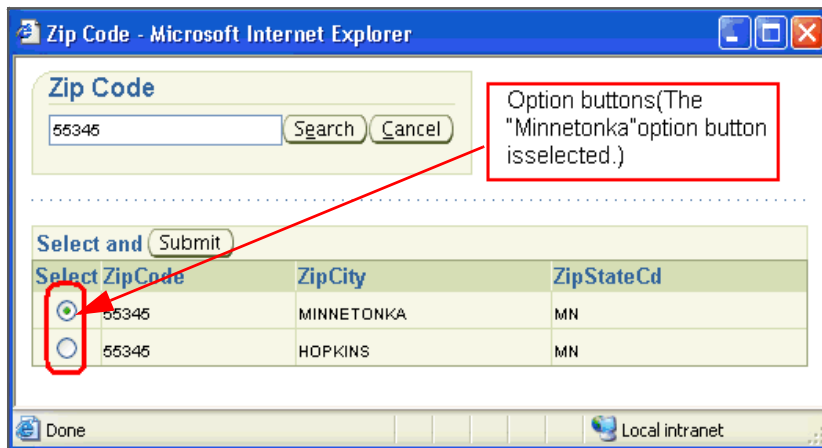 Zip Code - Microsoft Internet Explorer
Zip Code
55345 Search Cancel
Option buttons(The
"Minnetonka"option button
isselected.)
Select and Submit
Select ZipCode ZipCity ZipStateCd
55345 MINNETONKA MN
55345 HOPKINS MN
Done Local intranet